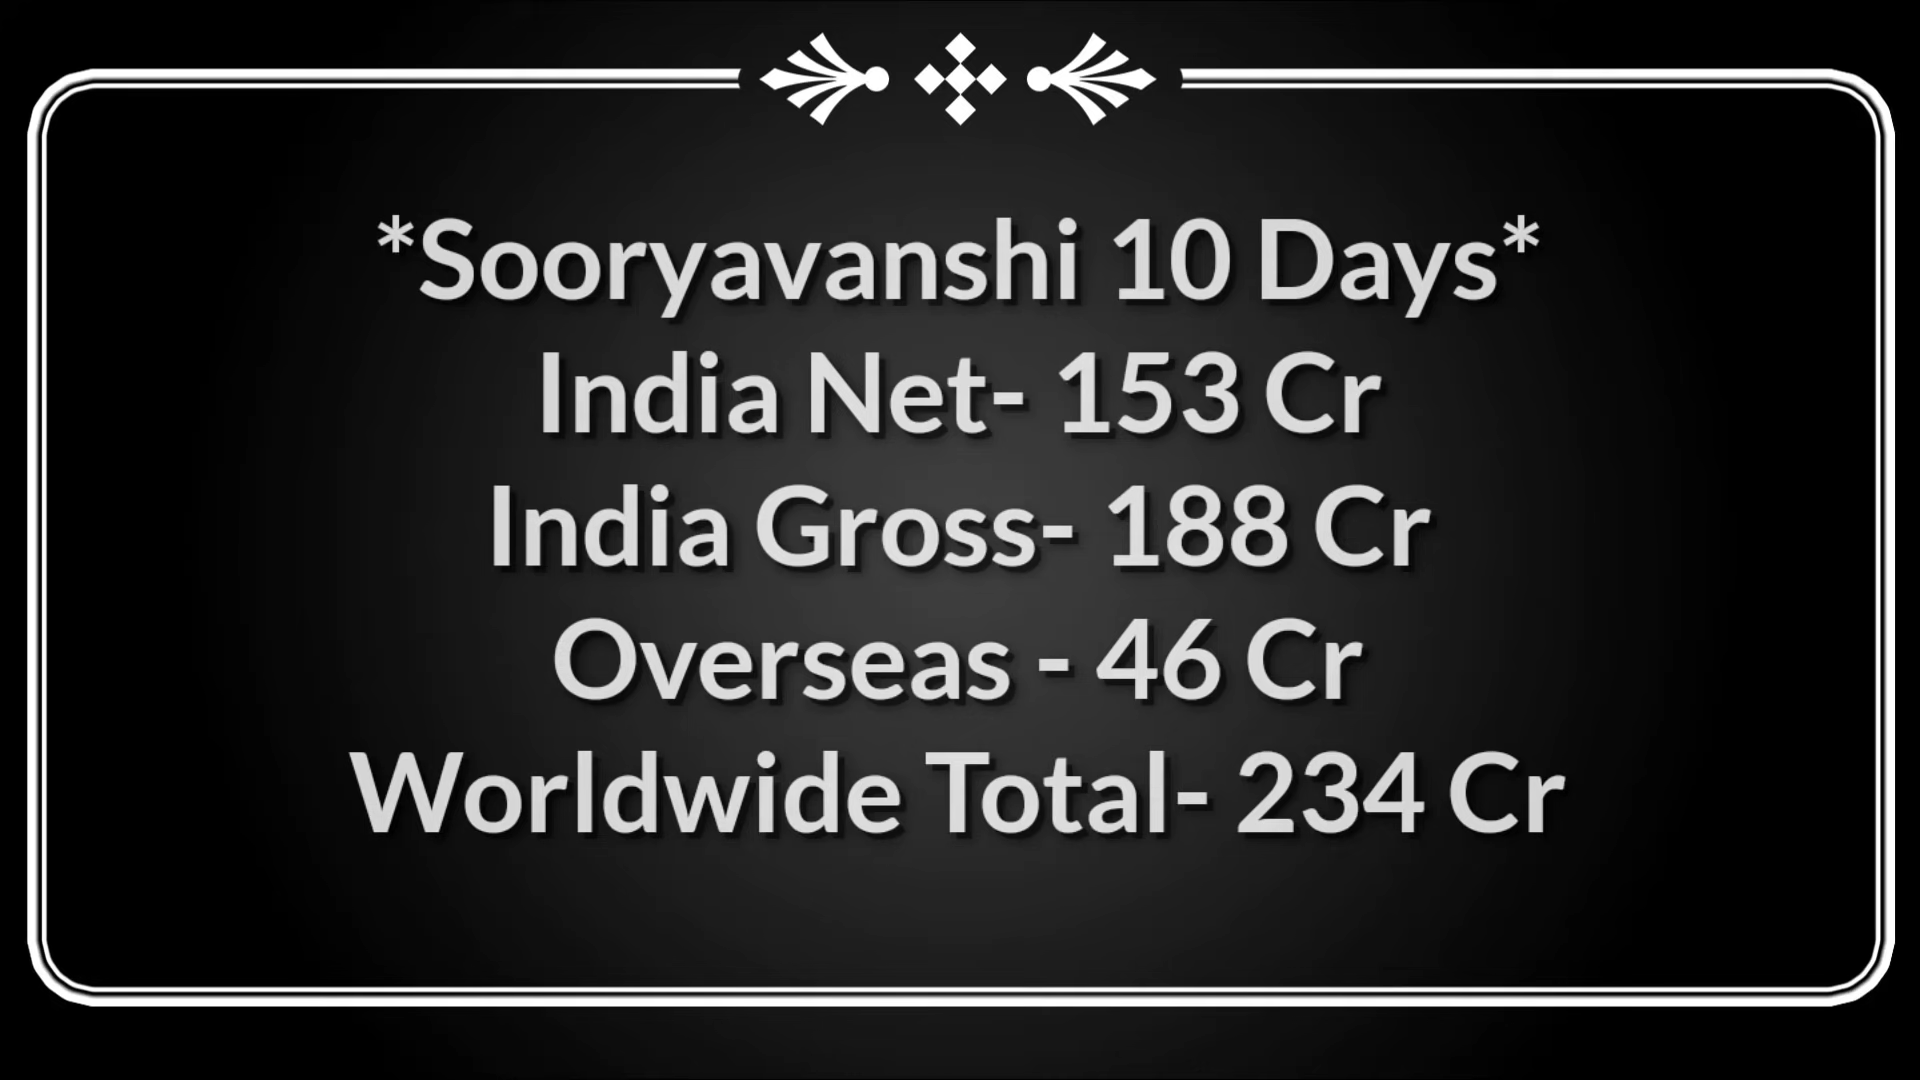 *Sooryavanshi 10 Days*
India Net- 153 Cr
India Gross- 188 Cr
Overseas - 46 Cr
Worldwide Total- 234 Cr